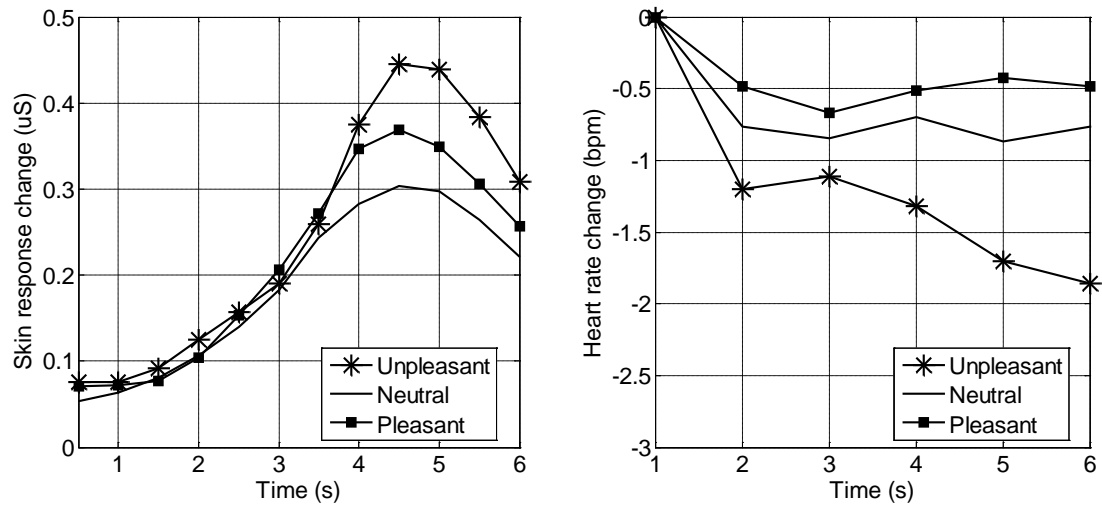 Skin response change (uS)
0.5
0.4
0.3
0.2
0.1
0
1 2 3 4 5 6
Time (s)
Unpleasant
Neutral
Pleasant
Heart rate change (bpm)
0
-0.5
-1
-1.5
-2
-2.5
-3
1 2 3 4 5 6
Time (s)
Unpleasant
Neutral
Pleasant